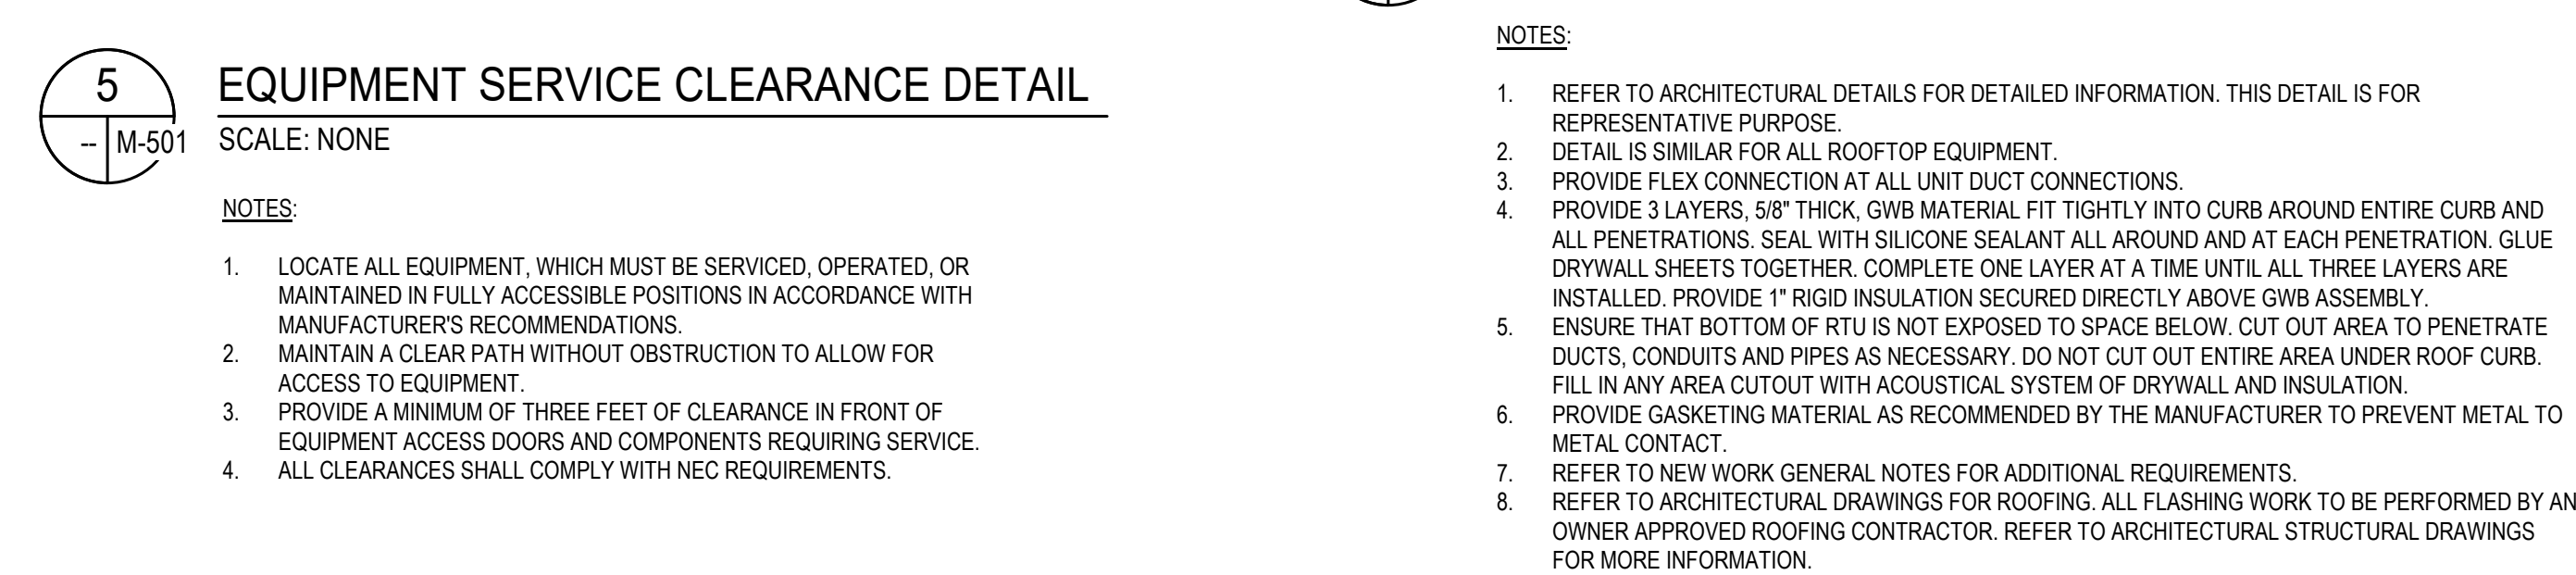 5
-- M-501
EQUIPMENT SERVICE CLEARANCE DETAIL
SCALE: NONE
NOTES:
1. LOCATE ALL EQUIPMENT, WHICH MUST BE SERVICED, OPERATED, OR
MAINTAINED IN FULLY ACCESSIBLE POSITIONS IN ACCORDANCE WITH
MANUFACTURER'S RECOMMENDATIONS.
2. MAINTAIN A CLEAR PATH WITHOUT OBSTRUCTION TO ALLOW FOR
ACCESS TO EQUIPMENT.
3. PROVIDE A MINIMUM OF THREE FEET OF CLEARANCE IN FRONT OF
EQUIPMENT ACCESS DOORS AND COMPONENTS REQUIRING SERVICE.
4. ALL CLEARANCES SHALL COMPLY WITH NEC REQUIREMENTS.
NOTES:
1. REFER TO ARCHITECTURAL DETAILS FOR DETAILED INFORMATION. THIS DETAIL IS FOR
REPRESENTATIVE PURPOSE.
2. DETAIL IS SIMILAR FOR ALL ROOFTOP EQUIPMENT.
3. PROVIDE FLEX CONNECTION AT ALL UNIT DUCT CONNECTIONS.
4. PROVIDE 3 LAYERS, 5/8" THICK, GWB MATERIAL FIT TIGHTLY INTO CURB AROUND ENTIRE CURB AND
ALL PENETRATIONS. SEAL WITH SILICONE SEALANT ALL AROUND AND AT EACH PENETRATION. GLUE
DRYWALL SHEETS TOGETHER. COMPLETE ONE LAYER AT A TIME UNTIL ALL THREE LAYERS ARE
INSTALLED. PROVIDE 1" RIGID INSULATION SECURED DIRECTLY ABOVE GWB ASSEMBLY.
5. ENSURE THAT BOTTOM OF RTU IS NOT EXPOSED TO SPACE BELOW. CUT OUT AREA TO PENETRATE
DUCTS, CONDUITS AND PIPES AS NECESSARY. DO NOT CUT OUT ENTIRE AREA UNDER ROOF CURB.
FILL IN ANY AREA CUTOUT WITH ACOUSTICAL SYSTEM OF DRYWALL AND INSULATION.
6. PROVIDE GASKETING MATERIAL AS RECOMMENDED BY THE MANUFACTURER TO PREVENT METAL TO
METAL CONTACT.
7. REFER TO NEW WORK GENERAL NOTES FOR ADDITIONAL REQUIREMENTS.
8. REFER TO ARCHITECTURAL DRAWINGS FOR ROOFING. ALL FLASHING WORK TO BE PERFORMED BY AN
OWNER APPROVED ROOFING CONTRACTOR. REFER TO ARCHITECTURAL STRUCTURAL DRAWINGS
FOR MORE INFORMATION.